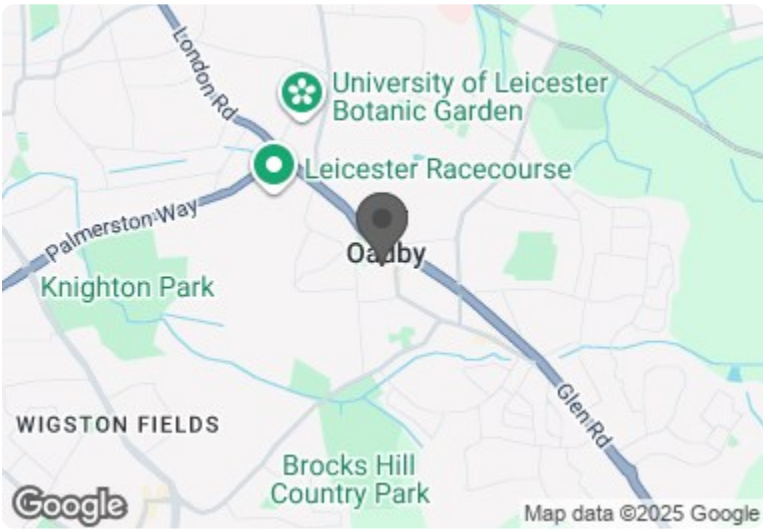 London Rd
University of Leicester
Botanic Garden
Leicester Racecourse
Palmerston Way
Oadby
Knighton Park
WIGSTON FIELDS
Glen Rd
Brocks Hill
Country Park
Google
Map data ©2025 Google